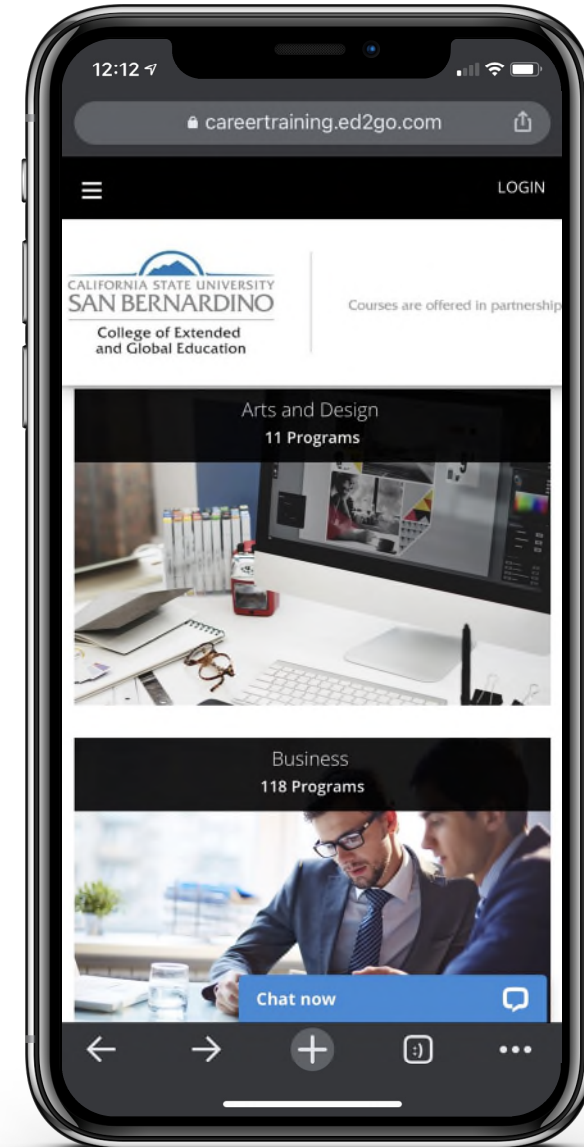 12:12
careertraining.ed2go.com
LOGIN
CALIFORNIA STATE UNIVERSITY
SAN BERNARDINO
College of Extended
and Global Education
Courses are offered in partnership
Arts and Design
11 Programs
Business
118 Programs
Chat now
:)